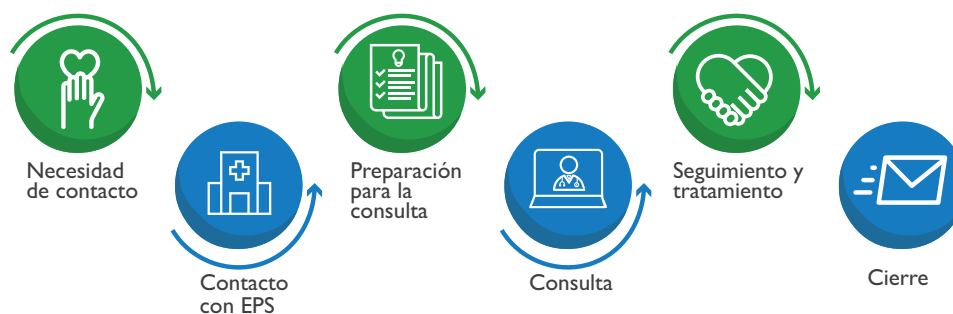 Necesidad
de contacto
Contacto
con EPS
Preparación
para la
consulta
Consulta
Seguimiento y
tratamiento
Cierre